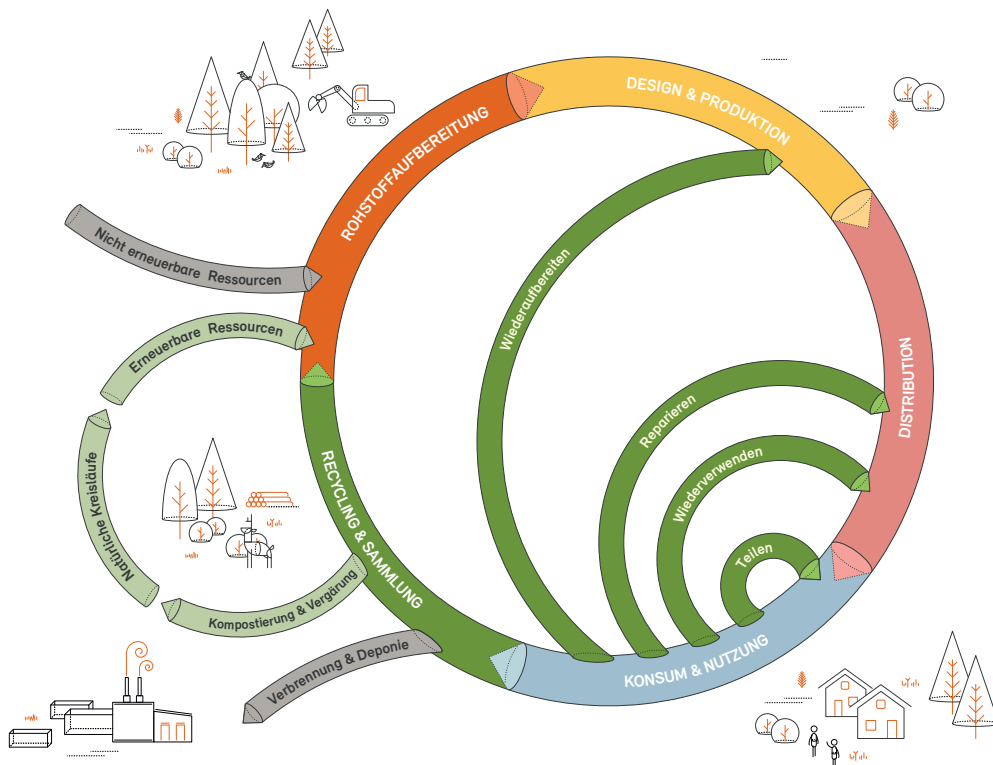 DESIGN & PRODUKTION
ROHSTOFFAUFBEREITUNG
Nicht erneuerbare Ressourcen
Wiederaufbereiten
Erneuerbare Ressourcen
DISTRIBUTION
Reparieren
Wiederverwenden
Natürliche Kreisläufe
RECYCLING & SAMMLUNG
Teilen
Kompostierung & Vergärung
Verbrennung & Deponie
KONSUM & NUTZUNG